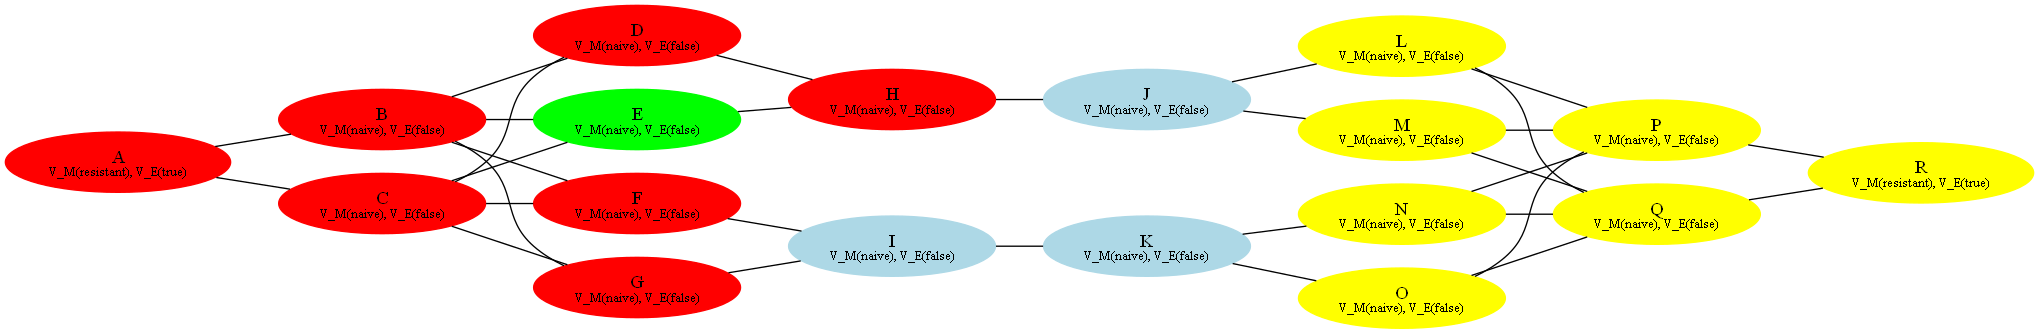 A
V_M(resistant), V_E(true)
B
V_M(naive), V_E(false)
C
V_M(naive), V_E(false)
D
V_M(naive), V_E(false)
E
V_M(naive), V_E(false)
F
V_M(naive), V_E(false)
G
V_M(naive), V_E(false)
H
V_M(naive), V_E(false)
I
V_M(naive), V_E(false)
J
V_M(naive), V_E(false)
K
V_M(naive), V_E(false)
L
V_M(naive), V_E(false)
M
V_M(naive), V_E(false)
N
V_M(naive), V_E(false)
O
V_M(naive), V_E(false)
P
V_M(naive), V_E(false)
Q
V_M(naive), V_E(false)
R
V_M(resistant), V_E(true)